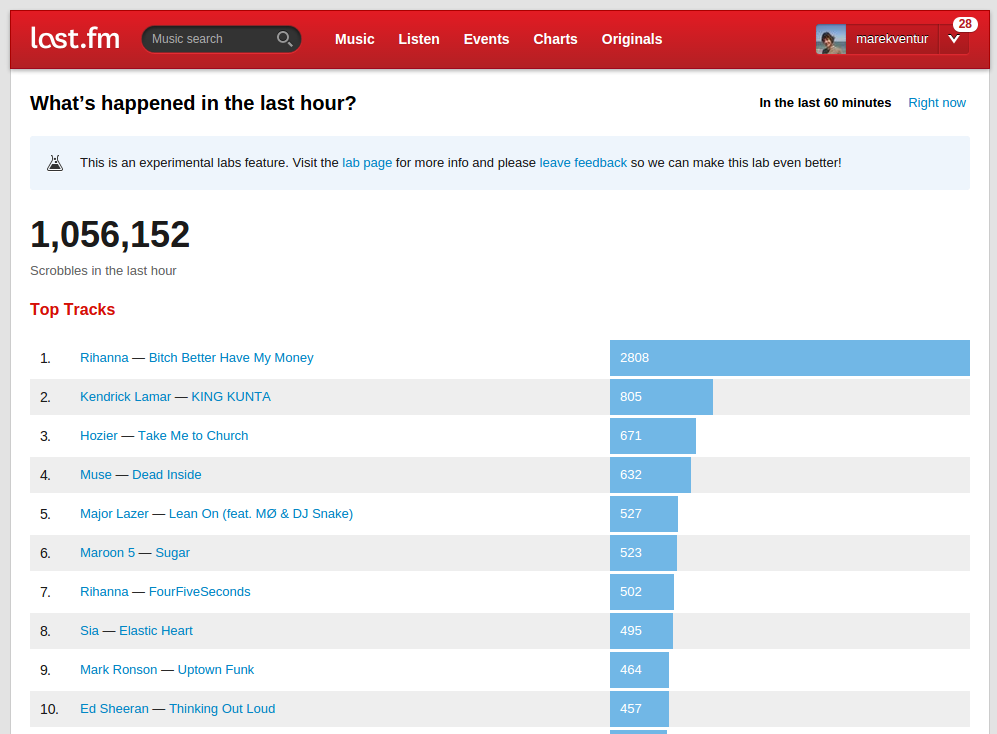 last.fm Music search Music Listen Events Charts Originals marekventur 28
What's happened in the last hour? In the last 60 minutes Right now
This is an experimental labs feature. Visit the lab page for more info and please leave feedback so we can make this lab even better!
1,056,152
Scrobbles in the last hour
Top Tracks
1. Rihanna — Bitch Better Have My Money 2808
2. Kendrick Lamar — KING KUNTA 805
3. Hozier — Take Me to Church 671
4. Muse — Dead Inside 632
5. Major Lazer — Lean On (feat. MØ & DJ Snake) 527
6. Maroon 5 — Sugar 523
7. Rihanna — FourFiveSeconds 502
8. Sia — Elastic Heart 495
9. Mark Ronson — Uptown Funk 464
10. Ed Sheeran — Thinking Out Loud 457